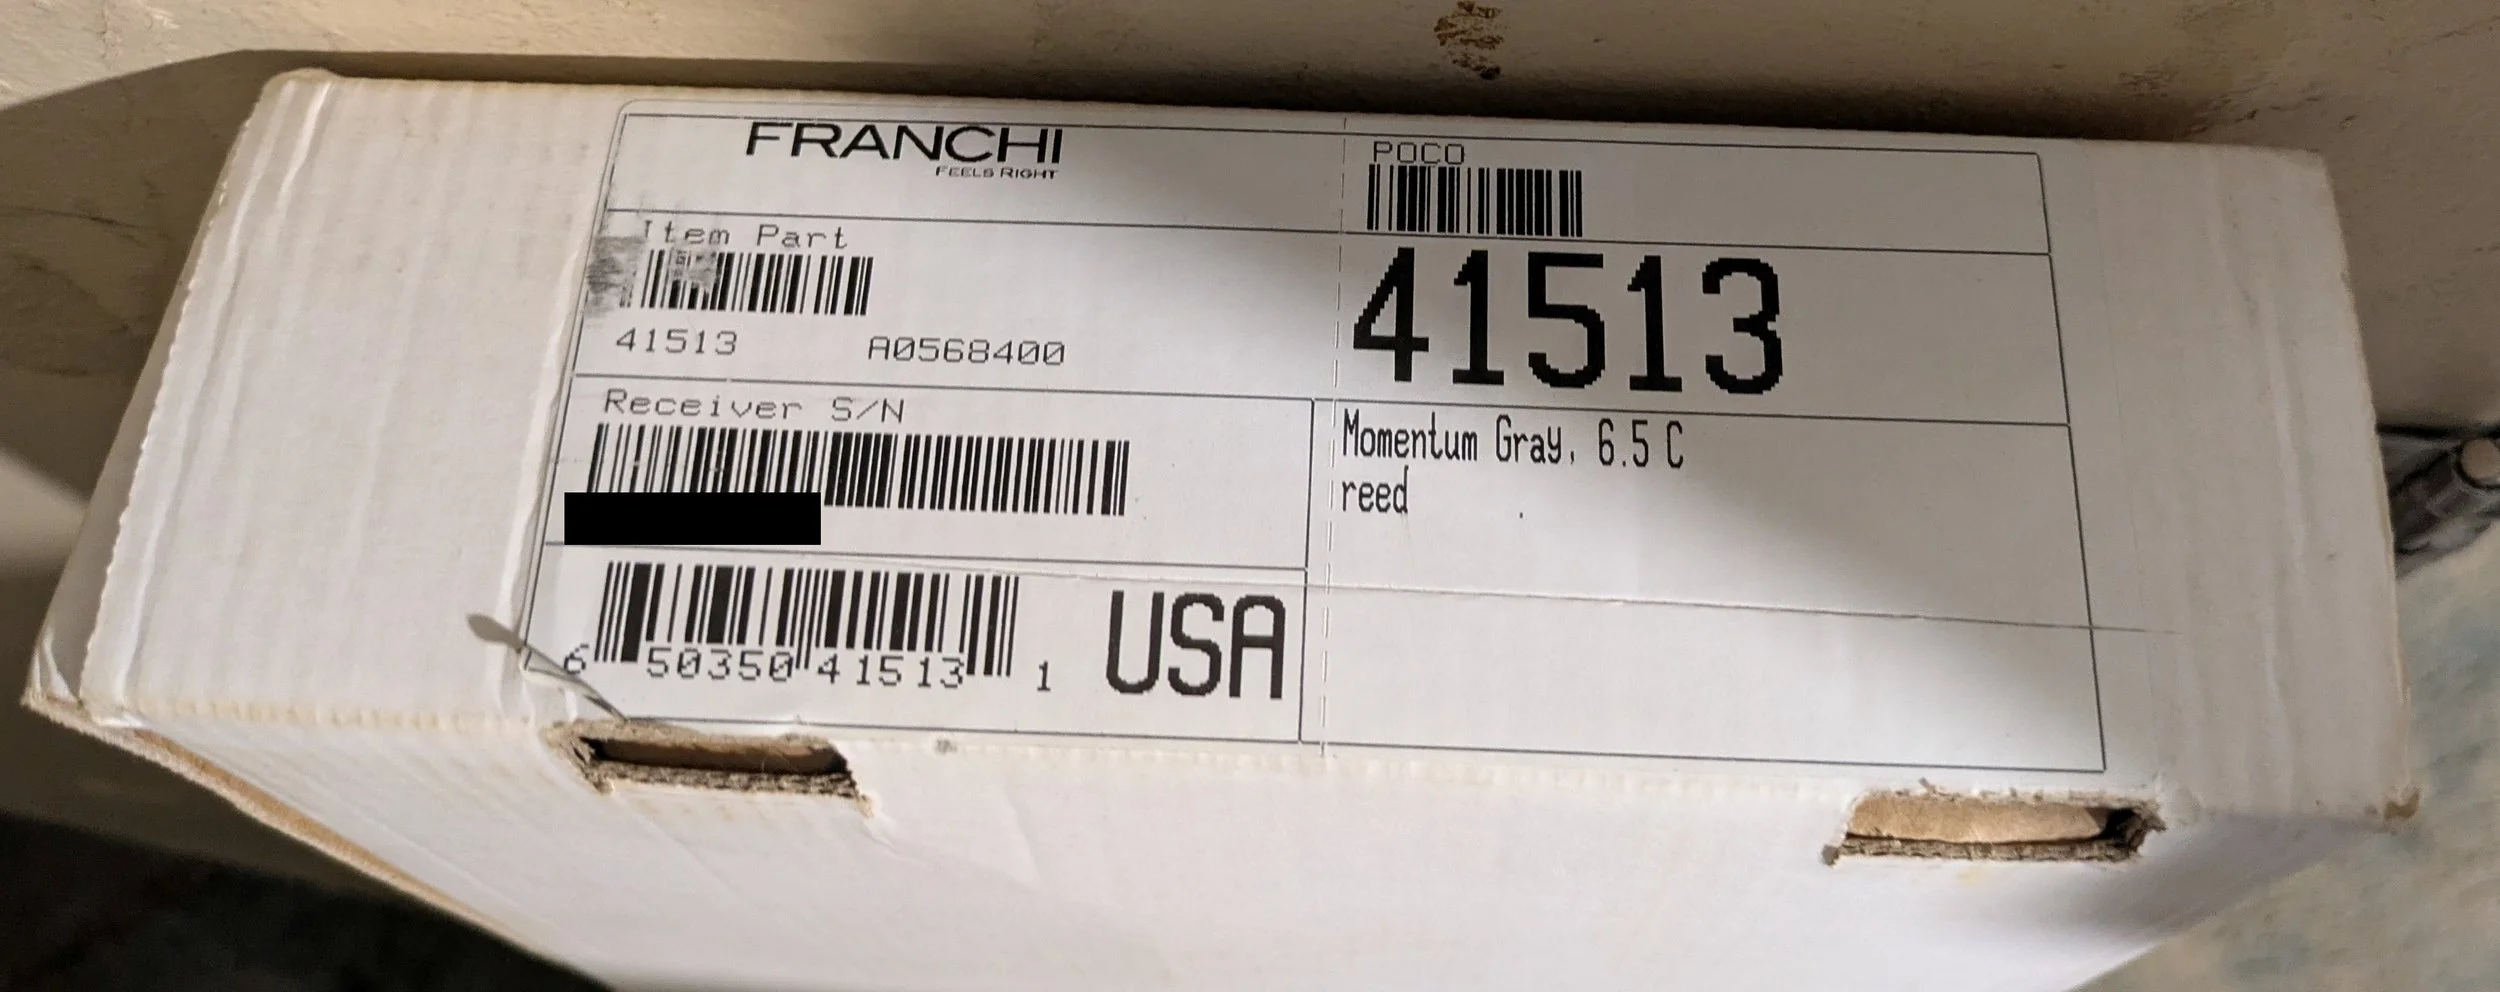 FRANCHI
FEELS RIGHT
POCO
Item Part
41513
41513 A0568400
Receiver S/N
Momentum Gray, 6.5 C
reed
6 50350 41513 1
USA